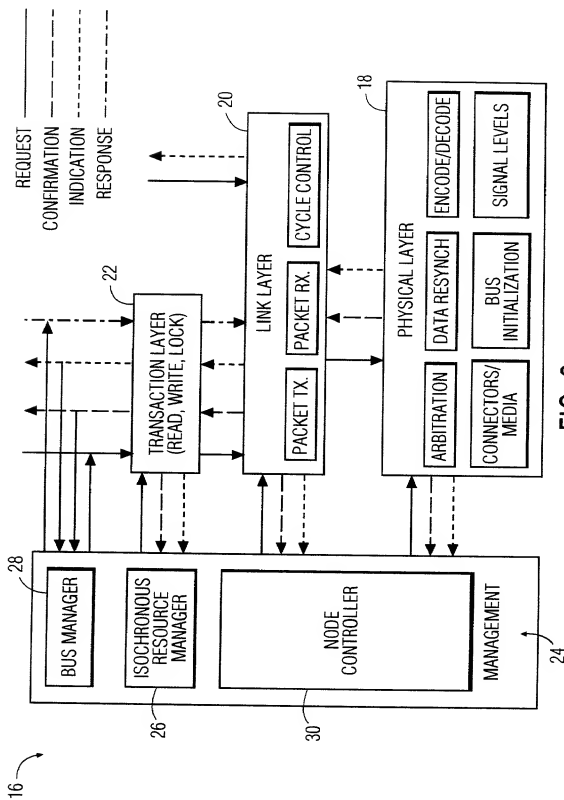 16
28
BUS MANAGER
ISOCHRONOUS
RESOURCE
MANAGER
26
NODE
CONTROLLER
30
MANAGEMENT
24
22
TRANSACTION LAYER
(READ, WRITE, LOCK)
REQUEST
CONFIRMATION
INDICATION
RESPONSE
20
LINK LAYER
PACKET TX.
PACKET RX.
CYCLE CONTROL
18
PHYSICAL LAYER
ARBITRATION
DATA RESYNCH
ENCODE/DECODE
CONNECTORS/
MEDIA
BUS
INITIALIZATION
SIGNAL LEVELS